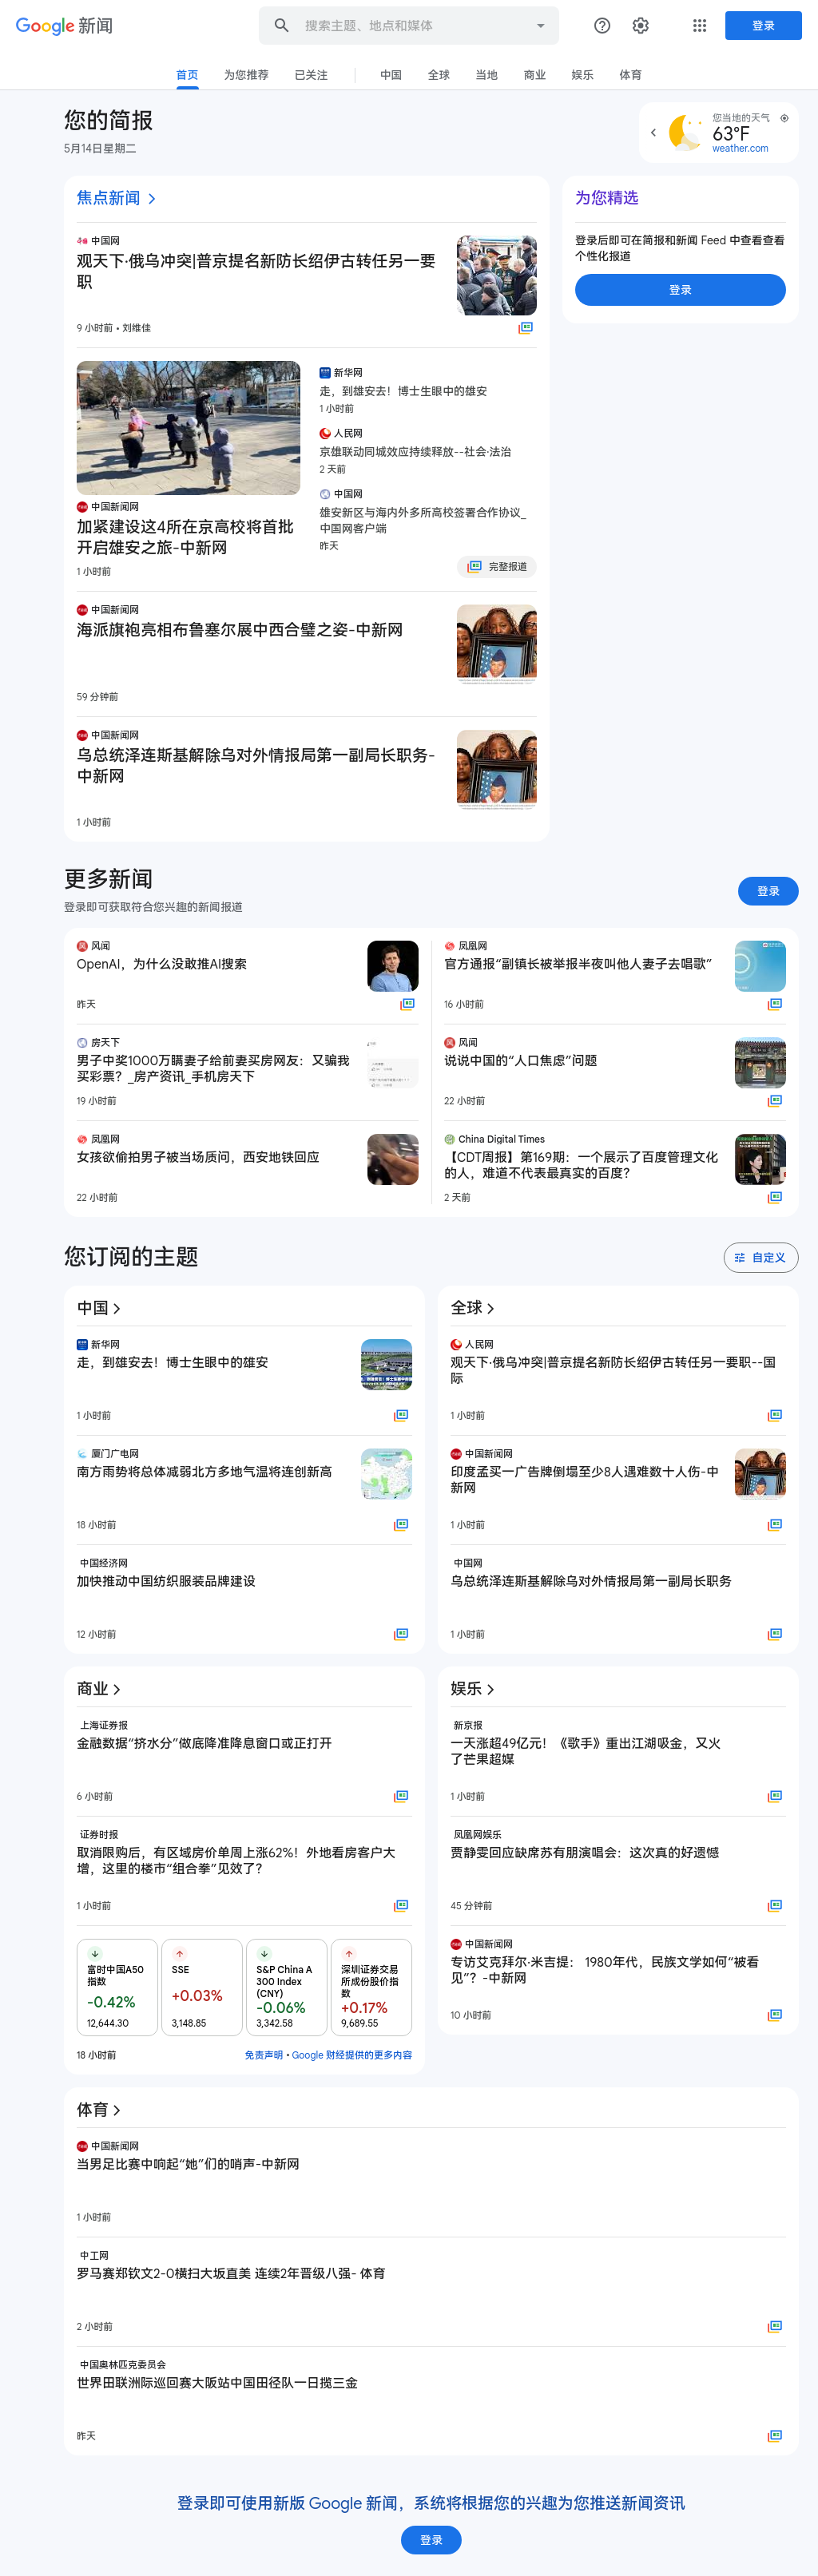 Google 新闻
搜索主题、地点和媒体
登录
首页
为您推荐
已关注
中国
全球
当地
商业
娱乐
体育
您的简报
5月14日星期二
您当地的天气
63°F
weather.com
焦点新闻
中国网
观天下·俄乌冲突|普京提名新防长绍伊古转任另一要
职
9 小时前 • 刘维佳
中国新闻网
加紧建设这4所在京高校将首批
开启雄安之旅-中新网
1 小时前
新华网
走，到雄安去！博士生眼中的雄安
1 小时前
人民网
京雄联动同城效应持续释放--社会·法治
2 天前
中国网
雄安新区与海内外多所高校签署合作协议_
中国网客户端
昨天
完整报道
中国新闻网
海派旗袍亮相布鲁塞尔展中西合璧之姿-中新网
59 分钟前
中国新闻网
乌总统泽连斯基解除乌对外情报局第一副局长职务-
中新网
1 小时前
为您精选
登录后即可在简报和新闻 Feed 中查看查看
个性化报道
登录
更多新闻
登录即可获取符合您兴趣的新闻报道
登录
风闻
OpenAI，为什么没敢推AI搜索
昨天
房天下
男子中奖1000万瞒妻子给前妻买房网友：又骗我
买彩票？_房产资讯_手机房天下
19 小时前
凤凰网
女孩欲偷拍男子被当场质问，西安地铁回应
22 小时前
凤凰网
官方通报“副镇长被举报半夜叫他人妻子去唱歌”
16 小时前
风闻
说说中国的“人口焦虑”问题
22 小时前
China Digital Times
【CDT周报】第169期：一个展示了百度管理文化
的人，难道不代表最真实的百度？
2 天前
您订阅的主题
自定义
中国
新华网
走，到雄安去！博士生眼中的雄安
1 小时前
厦门广电网
南方雨势将总体减弱北方多地气温将连创新高
18 小时前
中国经济网
加快推动中国纺织服装品牌建设
12 小时前
全球
人民网
观天下·俄乌冲突|普京提名新防长绍伊古转任另一要职--国
际
1 小时前
中国新闻网
印度孟买一广告牌倒塌至少8人遇难数十人伤-中
新网
1 小时前
中国网
乌总统泽连斯基解除乌对外情报局第一副局长职务
1 小时前
商业
上海证券报
金融数据“挤水分”做底降准降息窗口或正打开
6 小时前
证券时报
取消限购后，有区域房价单周上涨62%！外地看房客户大
增，这里的楼市“组合拳”见效了？
1 小时前
富时中国A50
指数
-0.42%
12,644.30
SSE
+0.03%
3,148.85
S&P China A
300 Index
(CNY)
-0.06%
3,342.58
深圳证券交易
所成份股价指
数
+0.17%
9,689.55
18 小时前
免责声明 • Google 财经提供的更多内容
娱乐
新京报
一天涨超49亿元！《歌手》重出江湖吸金，又火
了芒果超媒
1 小时前
凤凰网娱乐
贾静雯回应缺席苏有朋演唱会：这次真的好遗憾
45 分钟前
中国新闻网
专访艾克拜尔·米吉提： 1980年代，民族文学如何“被看
见”？-中新网
10 小时前
体育
中国新闻网
当男足比赛中响起“她”们的哨声-中新网
1 小时前
中工网
罗马赛郑钦文2-0横扫大坂直美 连续2年晋级八强- 体育
2 小时前
中国奥林匹克委员会
世界田联洲际巡回赛大阪站中国田径队一日揽三金
昨天
登录即可使用新版 Google 新闻，系统将根据您的兴趣为您推送新闻资讯
登录